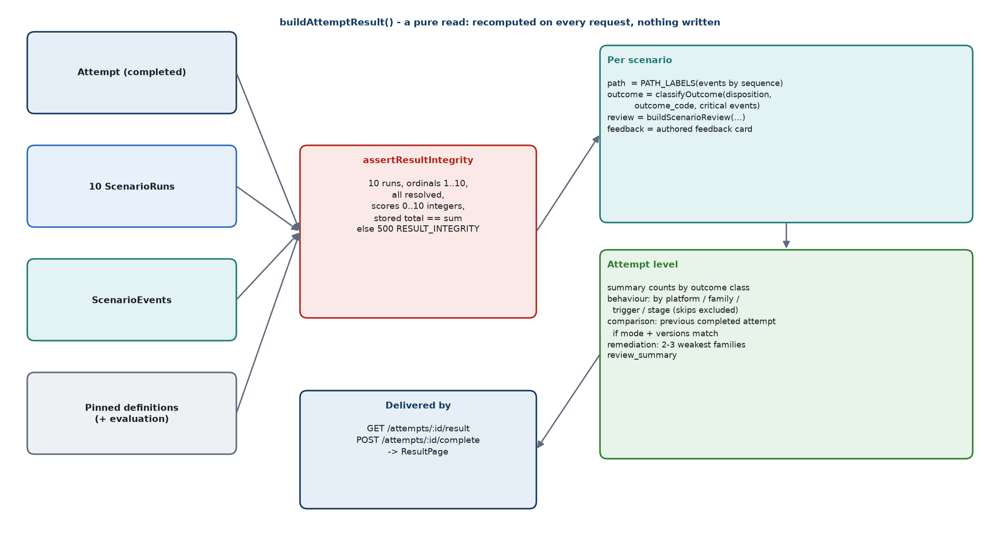 buildAttemptResult() - a pure read: recomputed on every request, nothing written
Attempt (completed)
10 ScenarioRuns
ScenarioEvents
Pinned definitions
(+ evaluation)
assertResultIntegrity
10 runs, ordinals 1..10,
all resolved,
scores 0..10 integers,
stored total == sum
else 500 RESULT_INTEGRITY
Per scenario
path  = PATH_LABELS(events by sequence)
outcome = classifyOutcome(disposition,
outcome_code, critical events)
review = buildScenarioReview(...)
feedback = authored feedback card
Attempt level
summary counts by outcome class
behaviour: by platform / family /
trigger / stage (skips excluded)
comparison: previous completed attempt
if mode + versions match
remediation: 2-3 weakest families
review_summary
Delivered by
GET /attempts/:id/result
POST /attempts/:id/complete
-> ResultPage